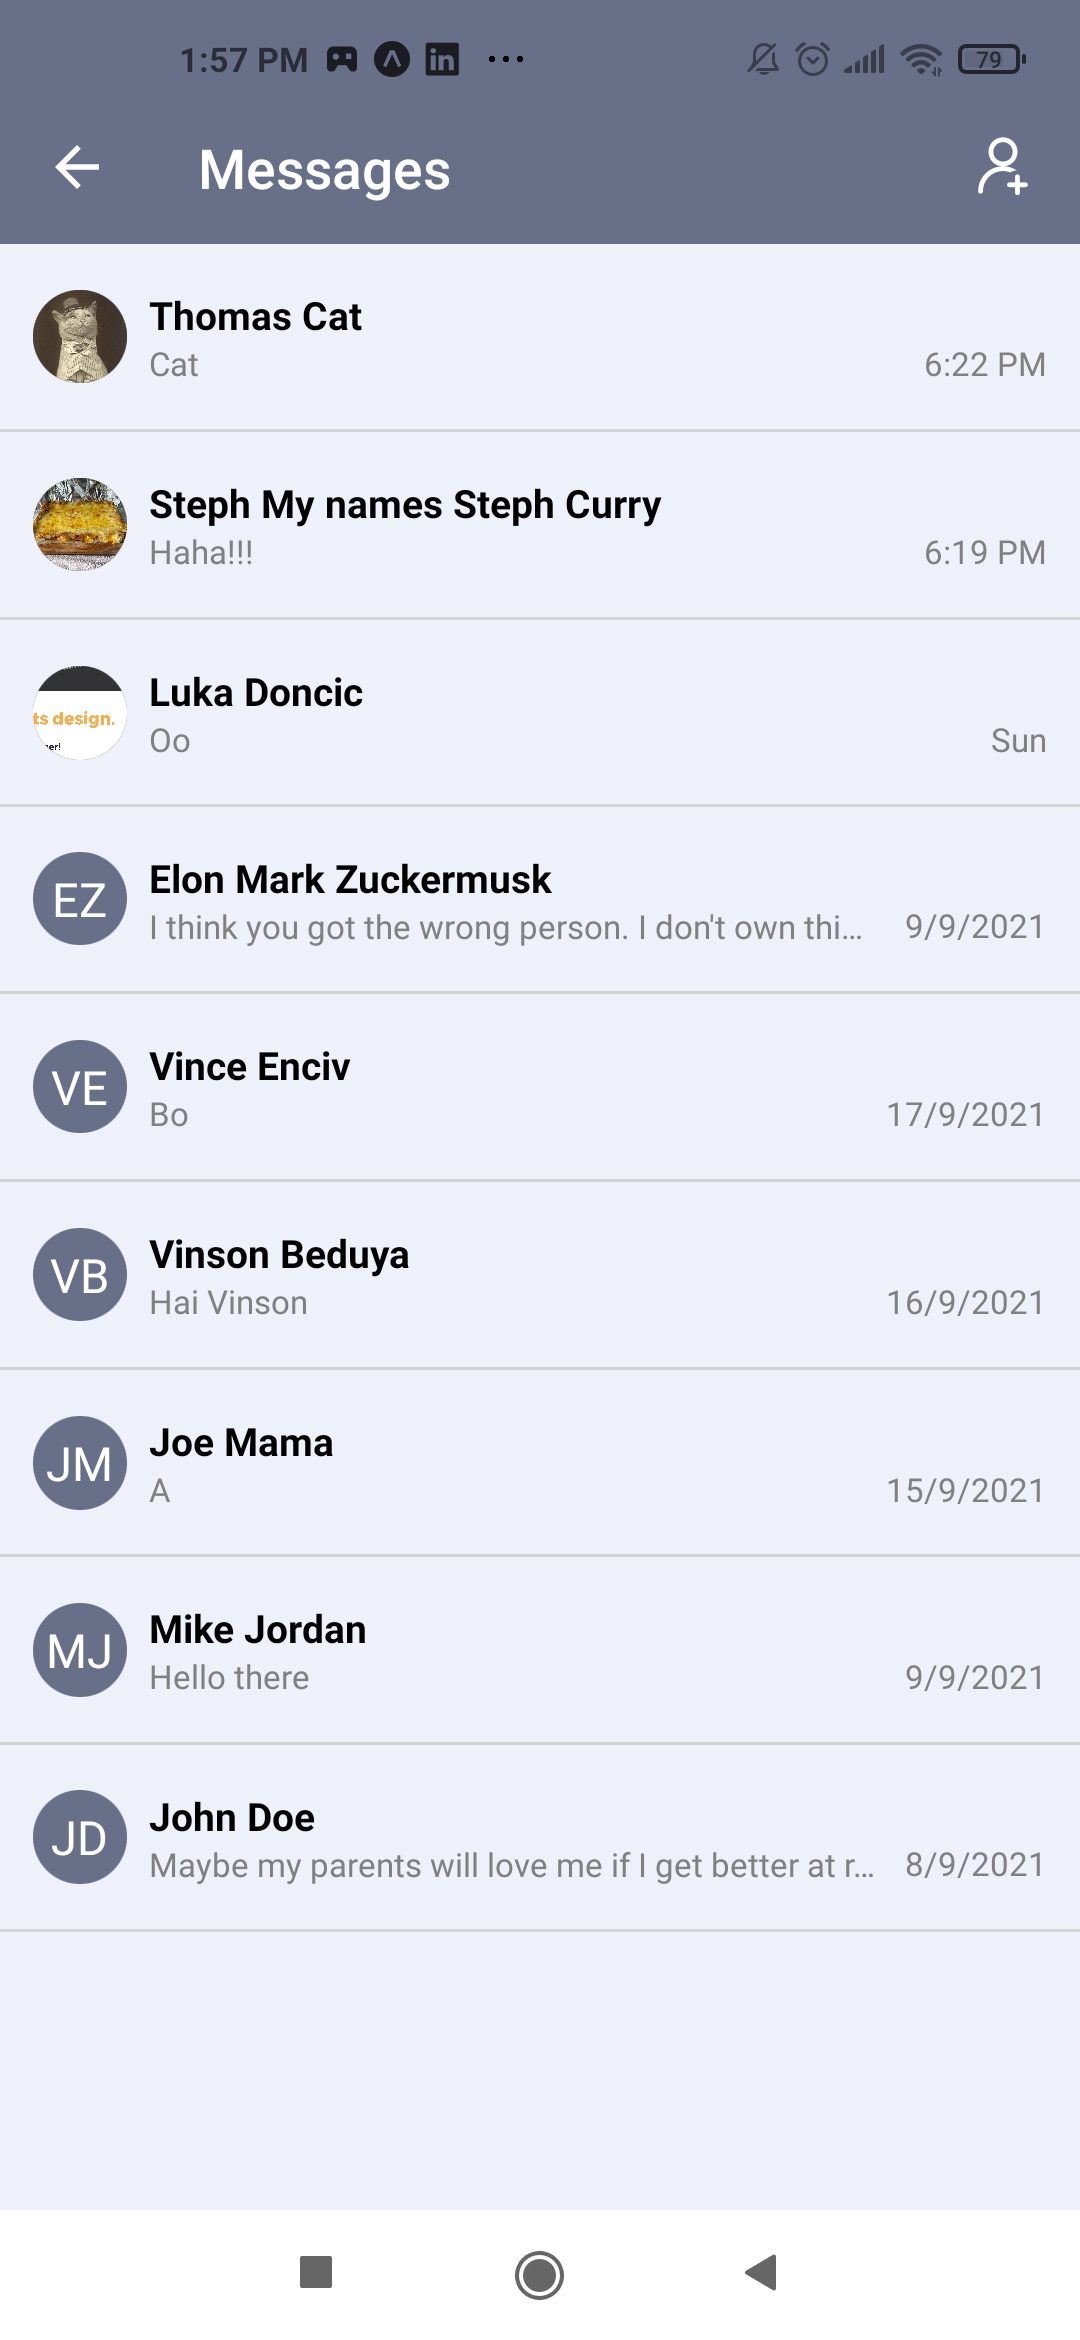 1:57 PM in ... 79
Messages
Thomas Cat
Cat 6:22 PM
Steph My names Steph Curry
Haha!!! 6:19 PM
ts design.
Luka Doncic
Oo Sun
EZ
Elon Mark Zuckermusk
I think you got the wrong person. I don't own thi... 9/9/2021
VE
Vince Enciv
Bo 17/9/2021
VB
Vinson Beduya
Hai Vinson 16/9/2021
JM
Joe Mama
A 15/9/2021
MJ
Mike Jordan
Hello there 9/9/2021
JD
John Doe
Maybe my parents will love me if I get better at r... 8/9/2021